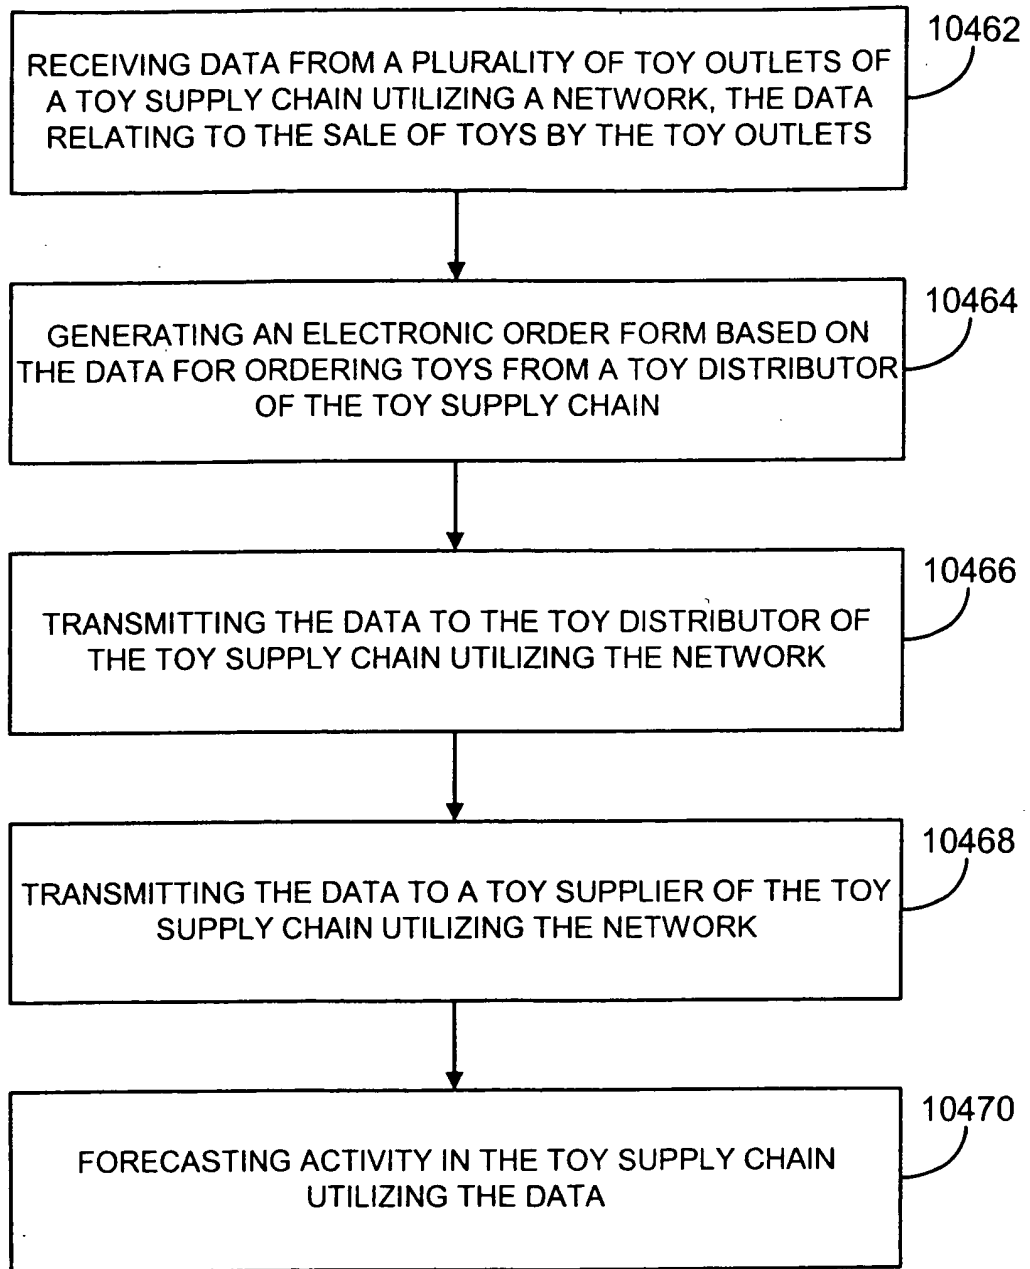 10462
RECEIVING DATA FROM A PLURALITY OF TOY OUTLETS OF
A TOY SUPPLY CHAIN UTILIZING A NETWORK, THE DATA
RELATING TO THE SALE OF TOYS BY THE TOY OUTLETS
10464
GENERATING AN ELECTRONIC ORDER FORM BASED ON
THE DATA FOR ORDERING TOYS FROM A TOY DISTRIBUTOR
OF THE TOY SUPPLY CHAIN
10466
TRANSMITTING THE DATA TO THE TOY DISTRIBUTOR OF
THE TOY SUPPLY CHAIN UTILIZING THE NETWORK
10468
TRANSMITTING THE DATA TO A TOY SUPPLIER OF THE TOY
SUPPLY CHAIN UTILIZING THE NETWORK
10470
FORECASTING ACTIVITY IN THE TOY SUPPLY CHAIN
UTILIZING THE DATA